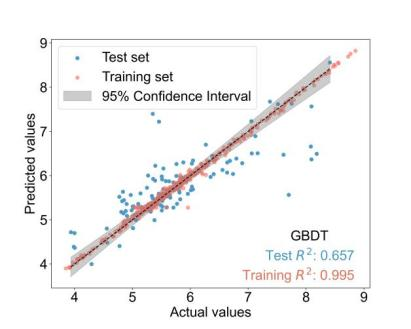 9
8
7
6
5
4
Predicted values
Test set
Training set
95% Confidence Interval
GBDT
Test R²: 0.657
Training R²: 0.995
4 5 6 7 8 9
Actual values